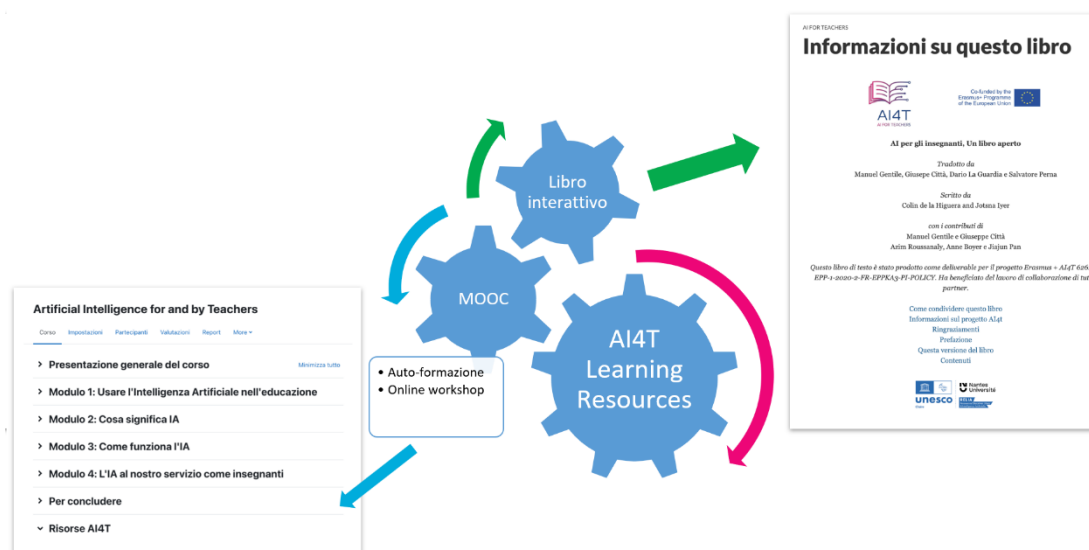 AI FOR TEACHERS
Informazioni su questo libro
AI4T
AI FOR TEACHERS
Co-funded by the
Erasmus+ Programme
of the European Union
AI per gli insegnanti, Un libro aperto
Tradotto da
Manuel Gentile, Giusepe Città, Dario La Guardia e Salvatore Perna
Scritto da
Colin de la Higuera and Jotsna Iyer
con i contributi di
Manuel Gentile e Giuseppe Città
Azim Roussanaly, Anne Boyer e Jiajun Pan
Questo libro di testo è stato prodotto come deliverable per il progetto Erasmus + AI4T 626
EPP-1-2020-2-FR-EPPKA3-PI-POLICY. Ha beneficiato del lavoro di collaborazione di tut
partner.
Come condividere questo libro
Informazioni sul progetto AI4t
Ringraziamenti
Prefazione
Questa versione del libro
Contenuti
unesco
Nantes
Université
Libro
interattivo
MOOC
AI4T
Learning
Resources
• Auto-formazione
• Online workshop
Artificial Intelligence for and by Teachers
Corso Impostazioni Partecipanti Valutazioni Report More
Presentazione generale del corso Minimizza tutto
Modulo 1: Usare l'Intelligenza Artificiale nell'educazione
Modulo 2: Cosa significa IA
Modulo 3: Come funziona l'IA
Modulo 4: L'IA al nostro servizio come insegnanti
Per concludere
Risorse AI4T